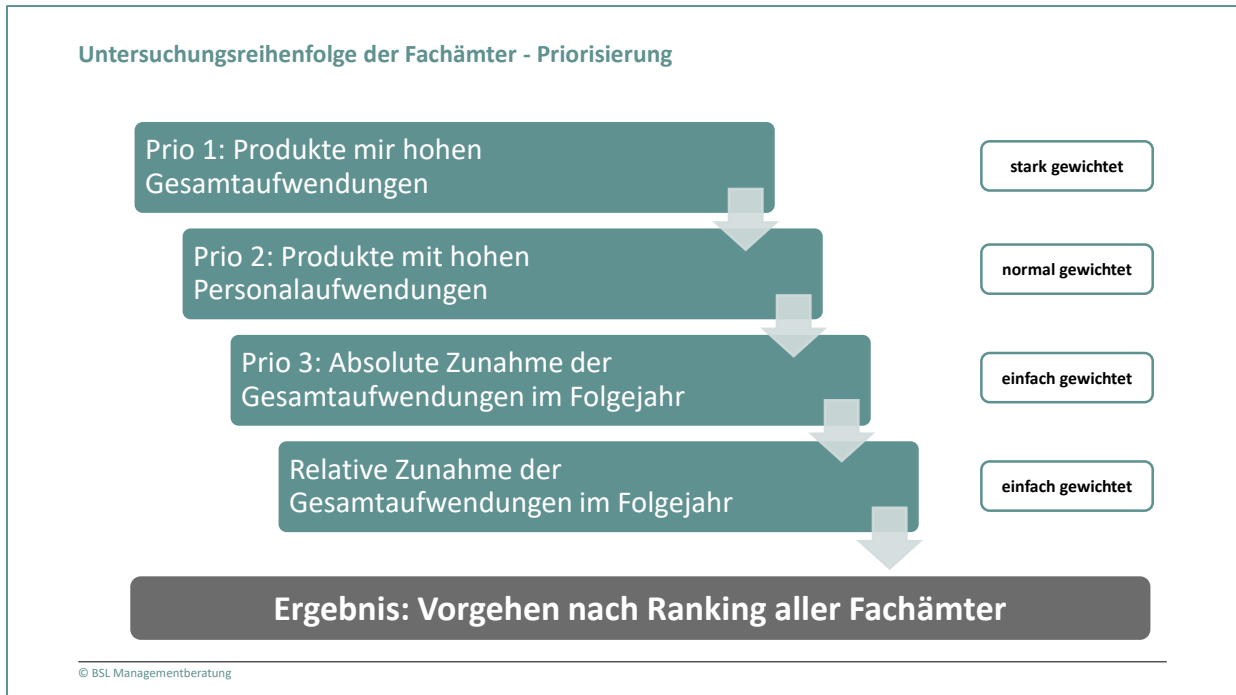 Untersuchungsreihenfolge der Fachämter - Priorisierung
Prio 1: Produkte mir hohen
Gesamtaufwendungen
stark gewichtet
Prio 2: Produkte mit hohen
Personalaufwendungen
normal gewichtet
Prio 3: Absolute Zunahme der
Gesamtaufwendungen im Folgejahr
einfach gewichtet
Relative Zunahme der
Gesamtaufwendungen im Folgejahr
einfach gewichtet
Ergebnis: Vorgehen nach Ranking aller Fachämter
© BSL Managementberatung